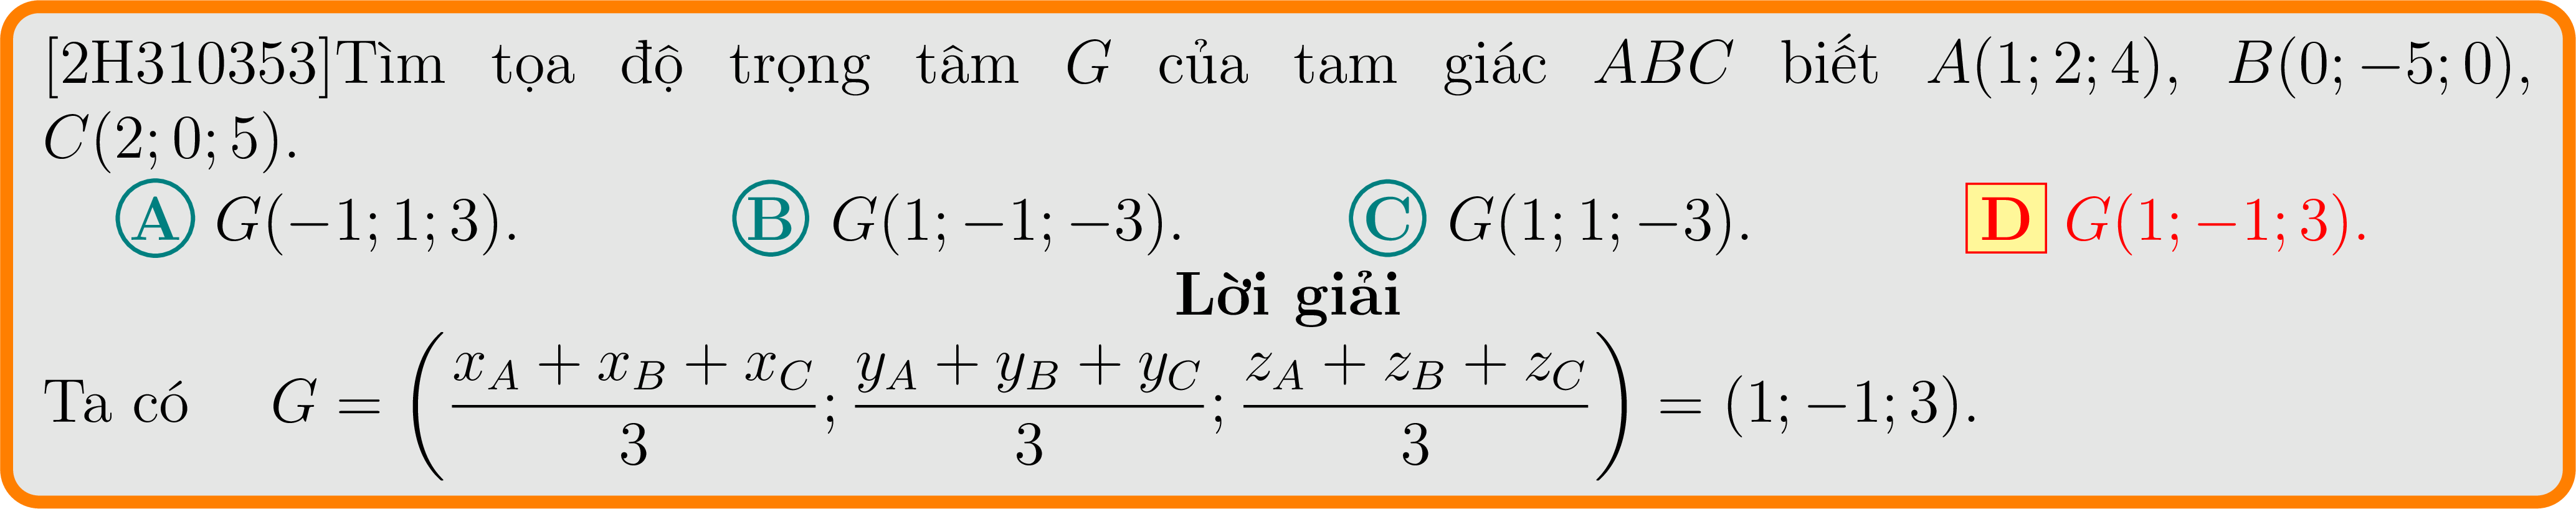 [2H310353]Tìm tọa độ trọng tâm G của tam giác ABC biết A(1; 2; 4), B(0; −5; 0),
C(2; 0; 5).
A G(−1; 1; 3). B G(1; −1; −3). C G(1; 1; −3). D G(1; −1; 3).
Lời giải
Ta có G = ( \frac{x_A + x_B + x_C}{3}; \frac{y_A + y_B + y_C}{3}; \frac{z_A + z_B + z_C}{3} ) = (1; −1; 3).